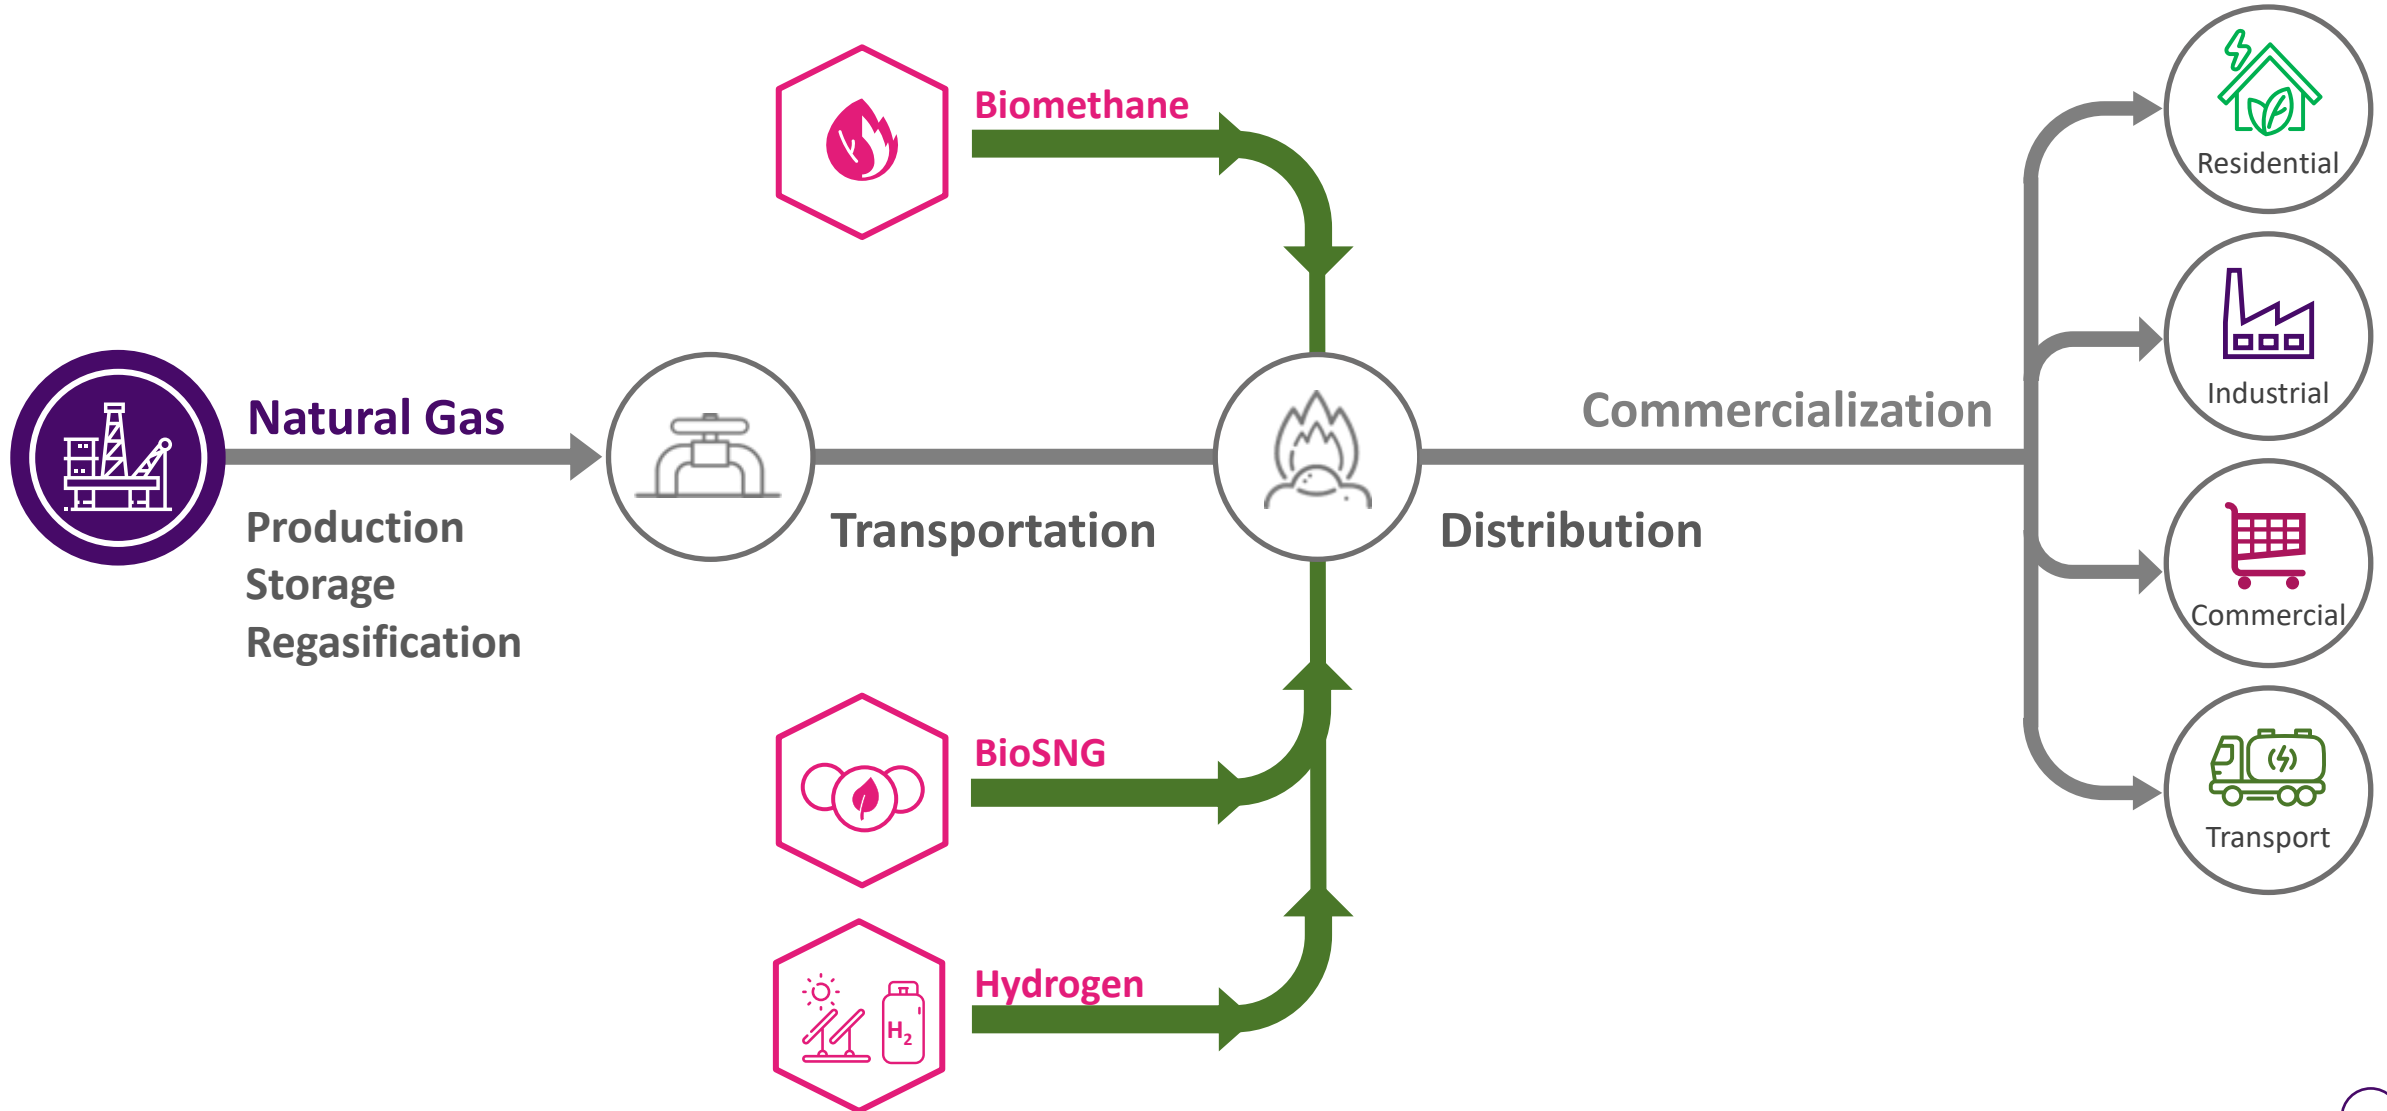 Biomethane
Residential
Industrial
Natural Gas
Commercialization
Production
Storage
Regasification
Transportation
Distribution
Commercial
BioSNG
Transport
Hydrogen
H₂